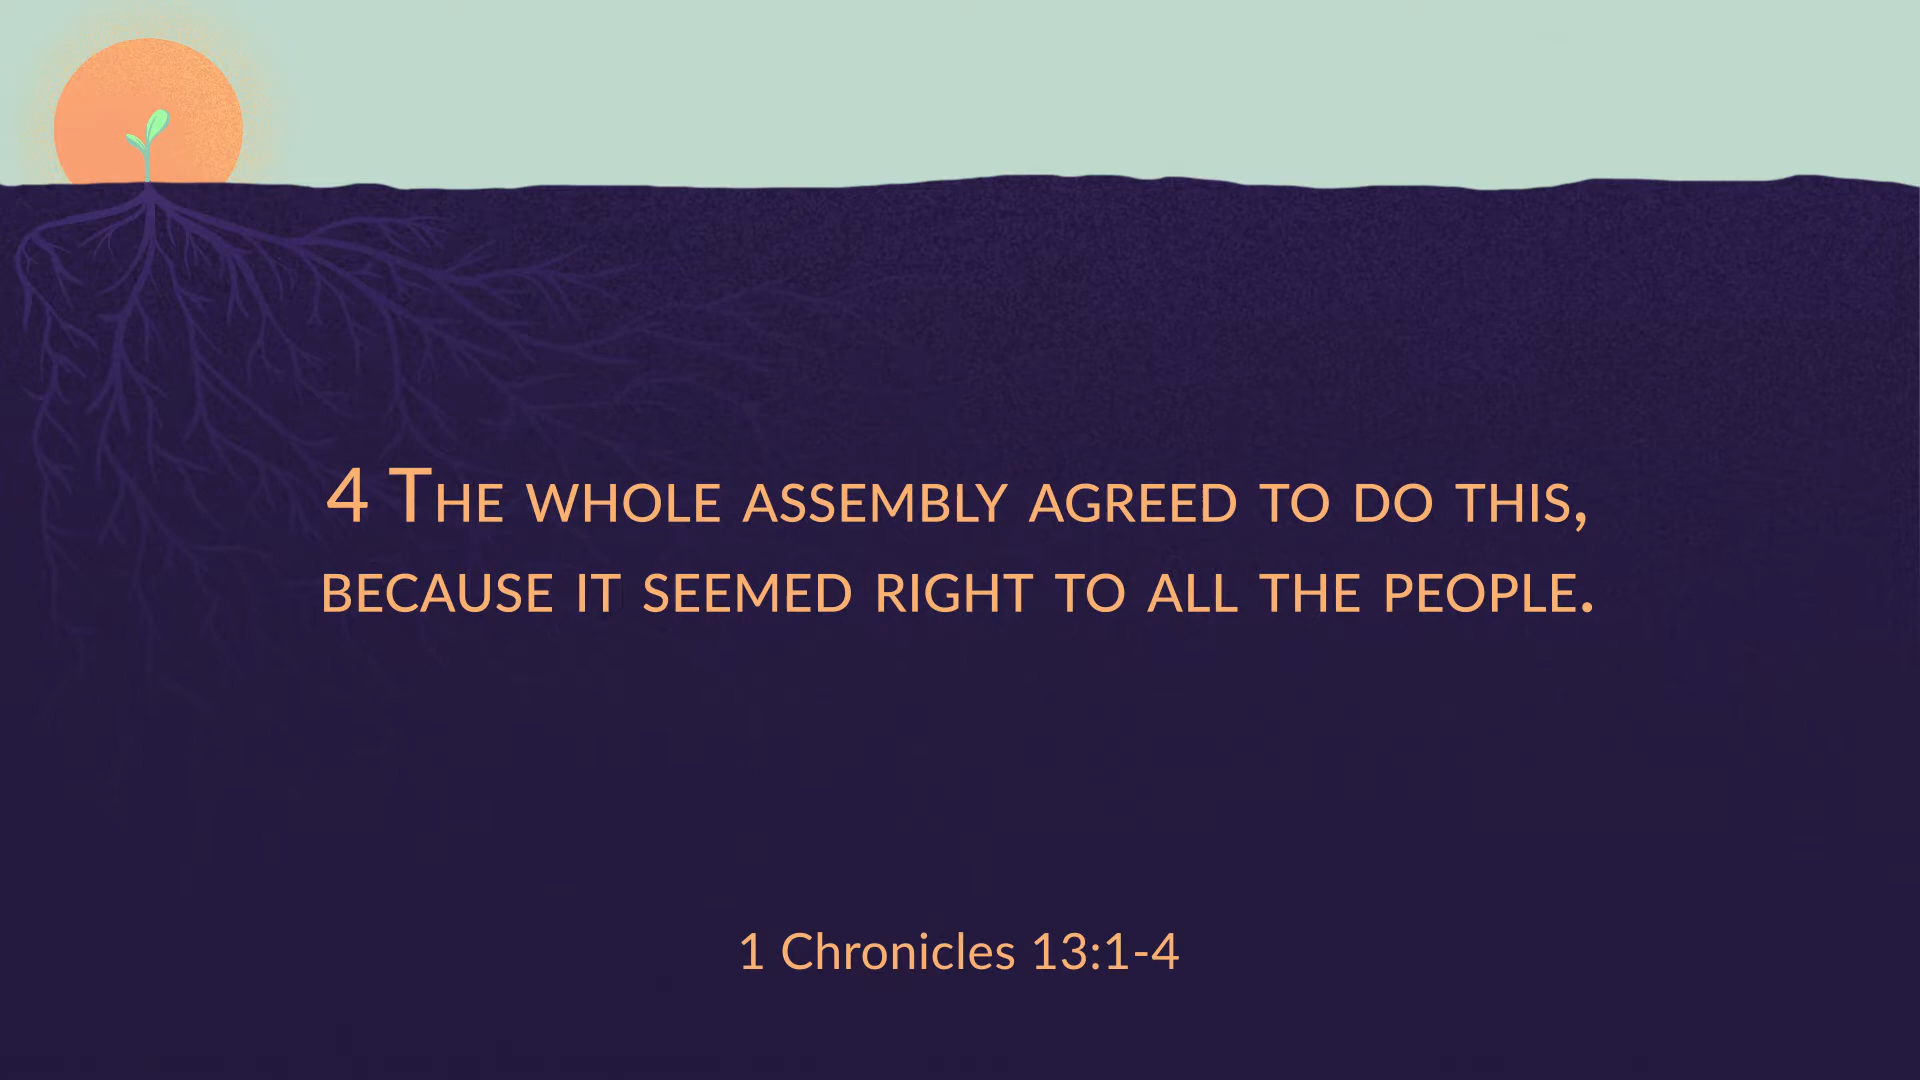 4 The whole assembly agreed to do this,
because it seemed right to all the people.
1 Chronicles 13:1-4